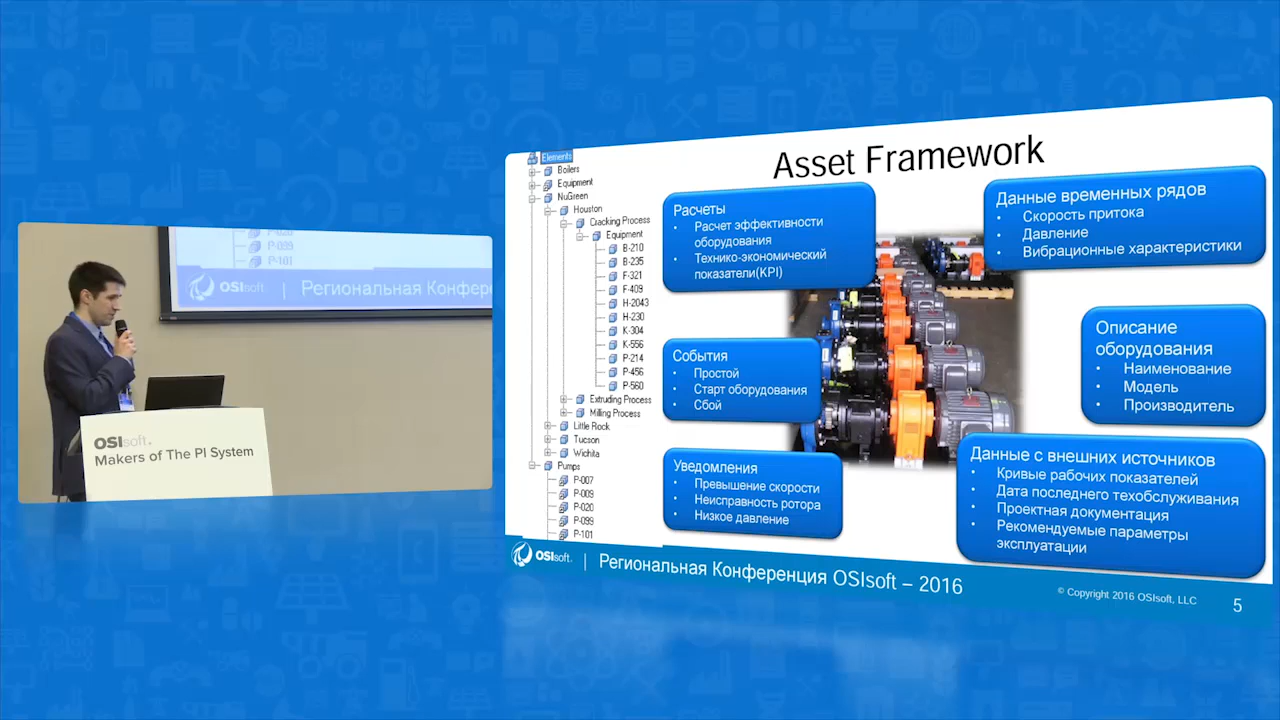 P-020
P-099
P-101
OSIsoft
Региональная Конфере
OSIsoft.
Makers of The PI System
Asset Framework
Elements
Boilers
Equipment
NuGreen
Houston
Cracking Process
Equipment
B-210
B-235
F-321
F-409
H-2043
H-230
K-304
K-556
P-214
P-456
P-560
Extruding Process
Milling Process
Little Rock
Tucson
Wichita
Pumps
P-007
P-009
P-020
P-099
P-101
Расчеты
• Расчет эффективности
оборудования
• Технико-экономический
показатели(KPI)
События
• Простой
• Старт оборудования
• Сбой
Уведомления
• Превышение скорости
• Неисправность ротора
• Низкое давление
Данные временных рядов
• Скорость притока
• Давление
• Вибрационные характеристики
Описание
оборудования
• Наименование
• Модель
• Производитель
Данные с внешних источников
• Кривые рабочих показателей
• Дата последнего техобслуживания
• Проектная документация
• Рекомендуемые параметры
эксплуатации
OSIsoft. | Региональная Конференция OSIsoft – 2016
© Copyright 2016 OSIsoft, LLC
5